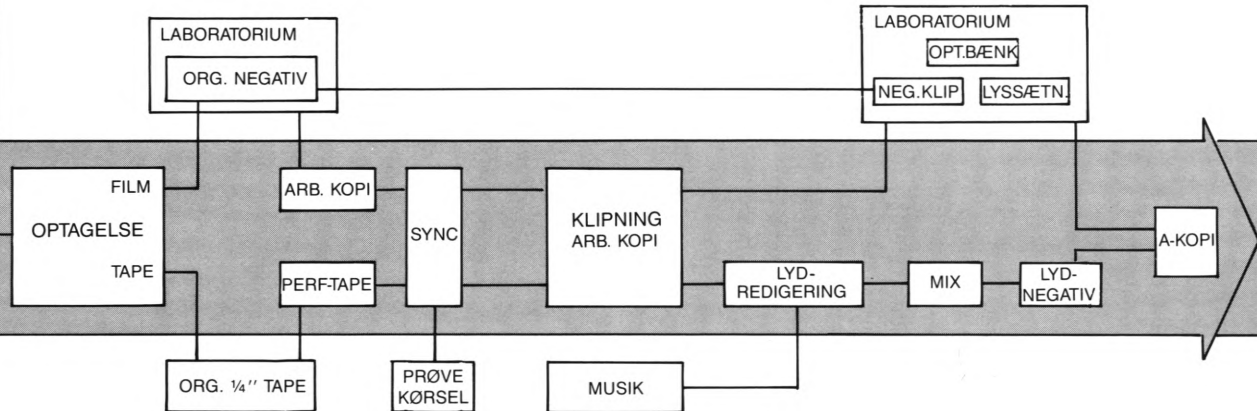 LABORATORIUM
ORG. NEGATIV
LABORATORIUM
OPT.BÆNK
NEG.KLIP
LYSSÆTN.
FILM
OPTAGELSE
TAPE
ARB. KOPI
PERF-TAPE
SYNC
KLIPNING
ARB. KOPI
LYD-
REDIGERING
MIX
LYD-
NEGATIV
A-KOPI
ORG. ¼'' TAPE
PRØVE
KØRSEL
MUSIK